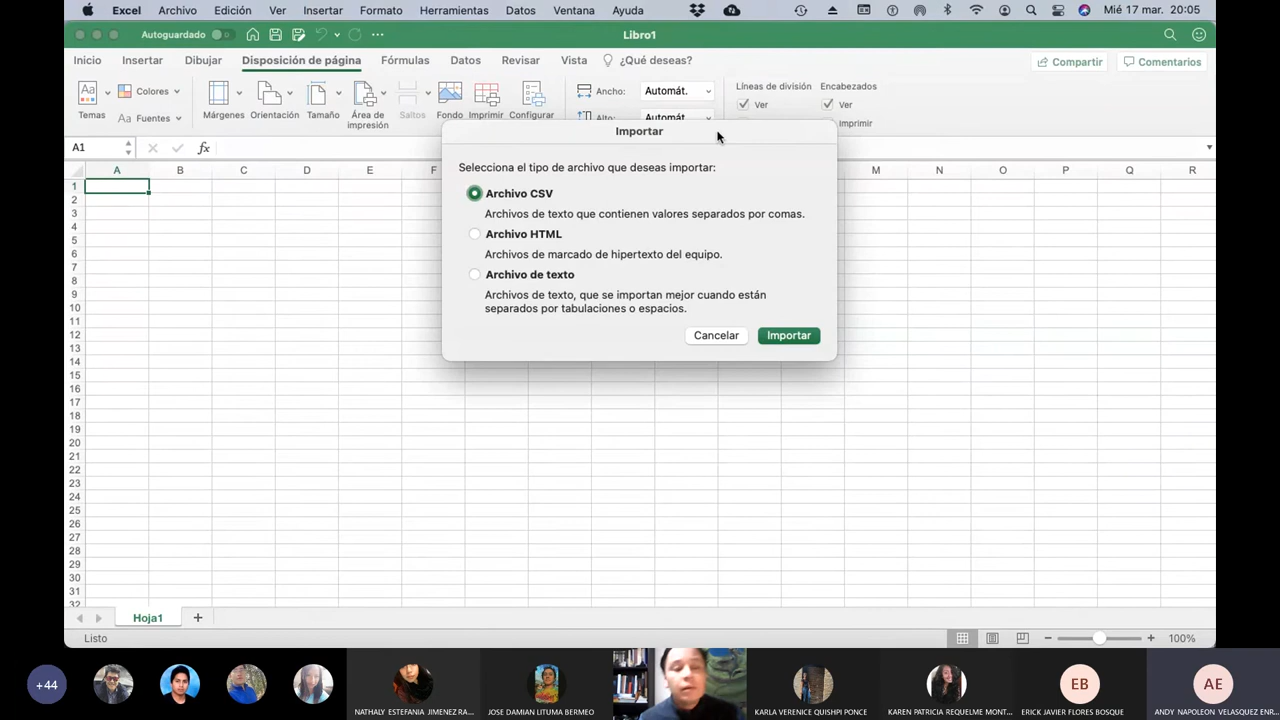 Excel Archivo Edición Ver Insertar Formato Herramientas Datos Ventana Ayuda Mié 17 mar. 20:05
Autoguardado Libro1
Inicio Insertar Dibujar Disposición de página Fórmulas Datos Revisar Vista ¿Qué deseas? Compartir Comentarios
Temas Colores Fuentes Márgenes Orientación Tamaño Área de impresión Saltos Fondo Imprimir Configurar Ancho: Automát. Alto: Automát. Líneas de división Ver Encabezados Ver Imprimir
A1 fx
A B C D E F M N O P Q R
1
2
3
4
5
6
7
8
9
10
11
12
13
14
15
16
17
18
19
20
21
22
23
24
25
26
27
28
29
30
31
32
Importar
Selecciona el tipo de archivo que deseas importar:
Archivo CSV
Archivos de texto que contienen valores separados por comas.
Archivo HTML
Archivos de marcado de hipertexto del equipo.
Archivo de texto
Archivos de texto, que se importan mejor cuando están
separados por tabulaciones o espacios.
Cancelar Importar
Hoja1 +
Listo 100%
+44 EB AE
NATHALY ESTEFANIA JIMENEZ RA... JOSE DAMIAN LITUMA BERMEO KARLA VERENICE QUISHPI PONCE KAREN PATRICIA REQUELME MONT... ERICK JAVIER FLORES BOSQUE ANDY NAPOLEON VELASQUEZ ENR...